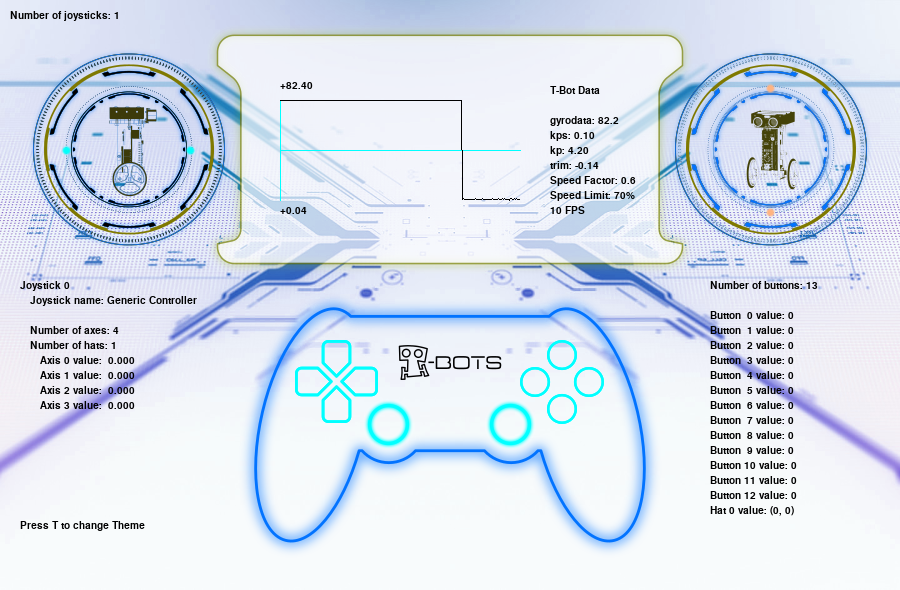 Number of joysticks: 1
+82.40
+0.04
T-Bot Data
gyrodata: 82.2
kps: 0.10
kp: 4.20
trim: -0.14
Speed Factor: 0.6
Speed Limit: 70%
10 FPS
Joystick 0
Joystick name: Generic Controller
Number of axes: 4
Number of hats: 1
Axis 0 value: 0.000
Axis 1 value: 0.000
Axis 2 value: 0.000
Axis 3 value: 0.000
T-BOTS
Number of buttons: 13
Button 0 value: 0
Button 1 value: 0
Button 2 value: 0
Button 3 value: 0
Button 4 value: 0
Button 5 value: 0
Button 6 value: 0
Button 7 value: 0
Button 8 value: 0
Button 9 value: 0
Button 10 value: 0
Button 11 value: 0
Button 12 value: 0
Hat 0 value: (0, 0)
Press T to change Theme